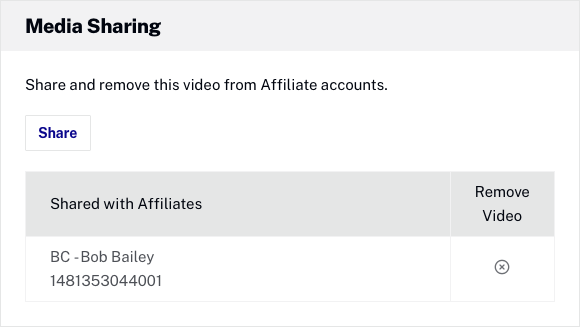 Media Sharing
Share and remove this video from Affiliate accounts.
Share
Shared with Affiliates
Remove
Video
BC - Bob Bailey
1481353044001